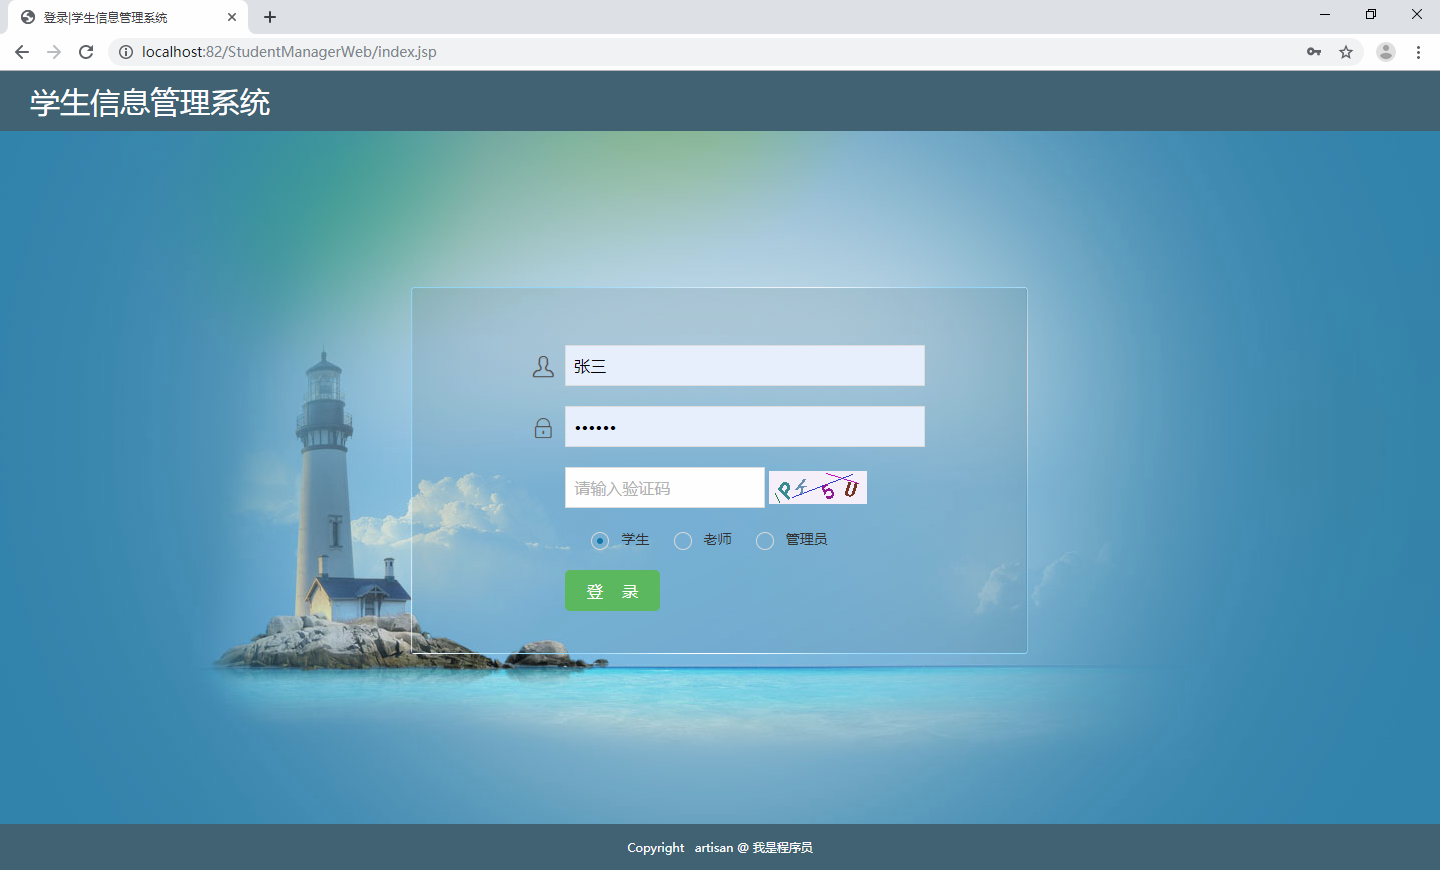 登录|学生信息管理系统
localhost:82/StudentManagerWeb/index.jsp
学生信息管理系统
张三
••••••
请输入验证码
学生 老师 管理员
登 录
Copyright artisan @ 我是程序员